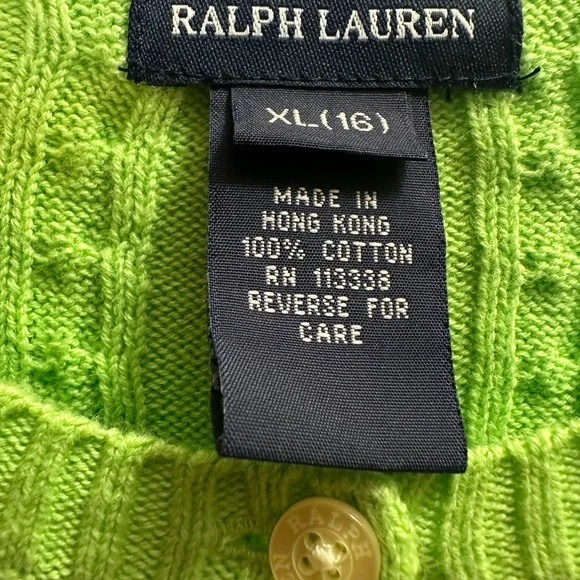 RALPH LAUREN
XL(16)
MADE IN
HONG KONG
100% COTTON
RN 113338
REVERSE FOR
CARE
RALPH